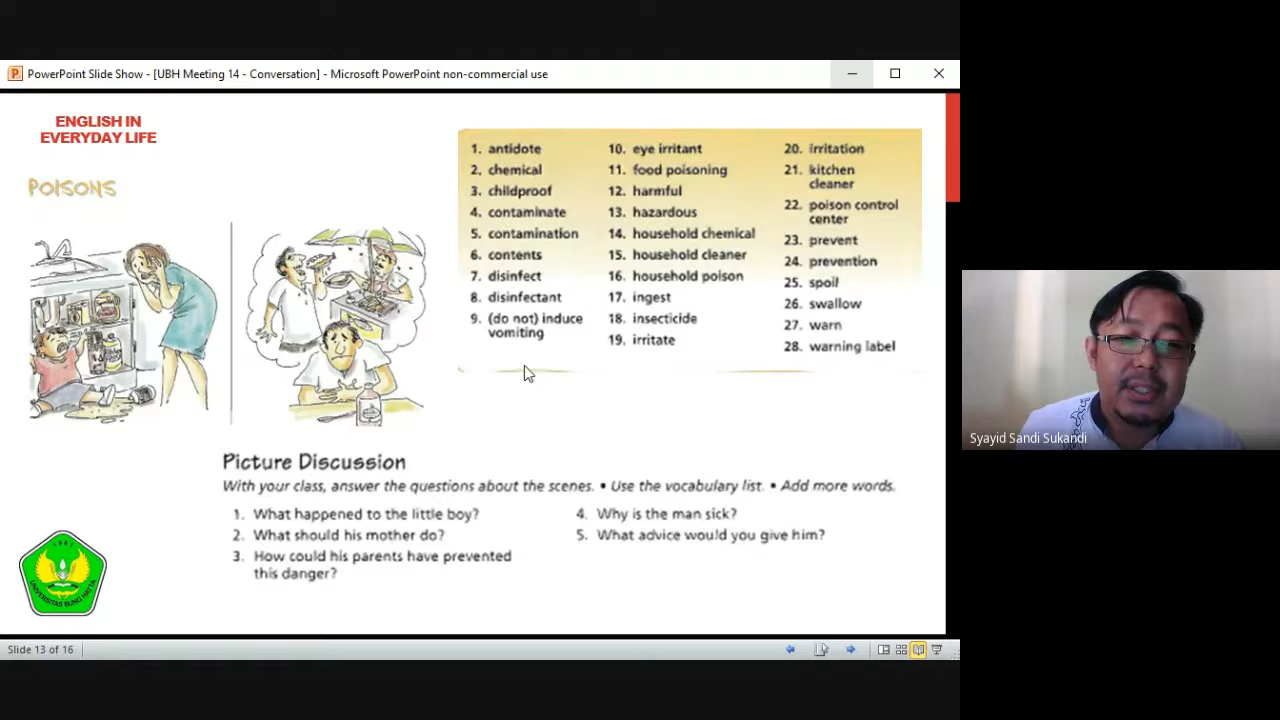 PowerPoint Slide Show - [UBH Meeting 14 - Conversation] - Microsoft PowerPoint non-commercial use
ENGLISH IN
EVERYDAY LIFE
POISONS
1. antidote
2. chemical
3. childproof
4. contaminate
5. contamination
6. contents
7. disinfect
8. disinfectant
9. (do not) induce
vomiting
10. eye irritant
11. food poisoning
12. harmful
13. hazardous
14. household chemical
15. household cleaner
16. household poison
17. ingest
18. insecticide
19. irritate
20. irritation
21. kitchen
cleaner
22. poison control
center
23. prevent
24. prevention
25. spoil
26. swallow
27. warn
28. warning label
Picture Discussion
With your class, answer the questions about the scenes. • Use the vocabulary list. • Add more words.
1. What happened to the little boy?
2. What should his mother do?
3. How could his parents have prevented
this danger?
4. Why is the man sick?
5. What advice would you give him?
1981
UNIVERSITAS BUNG HATTA
Slide 13 of 16
Syayid Sandi Sukandi